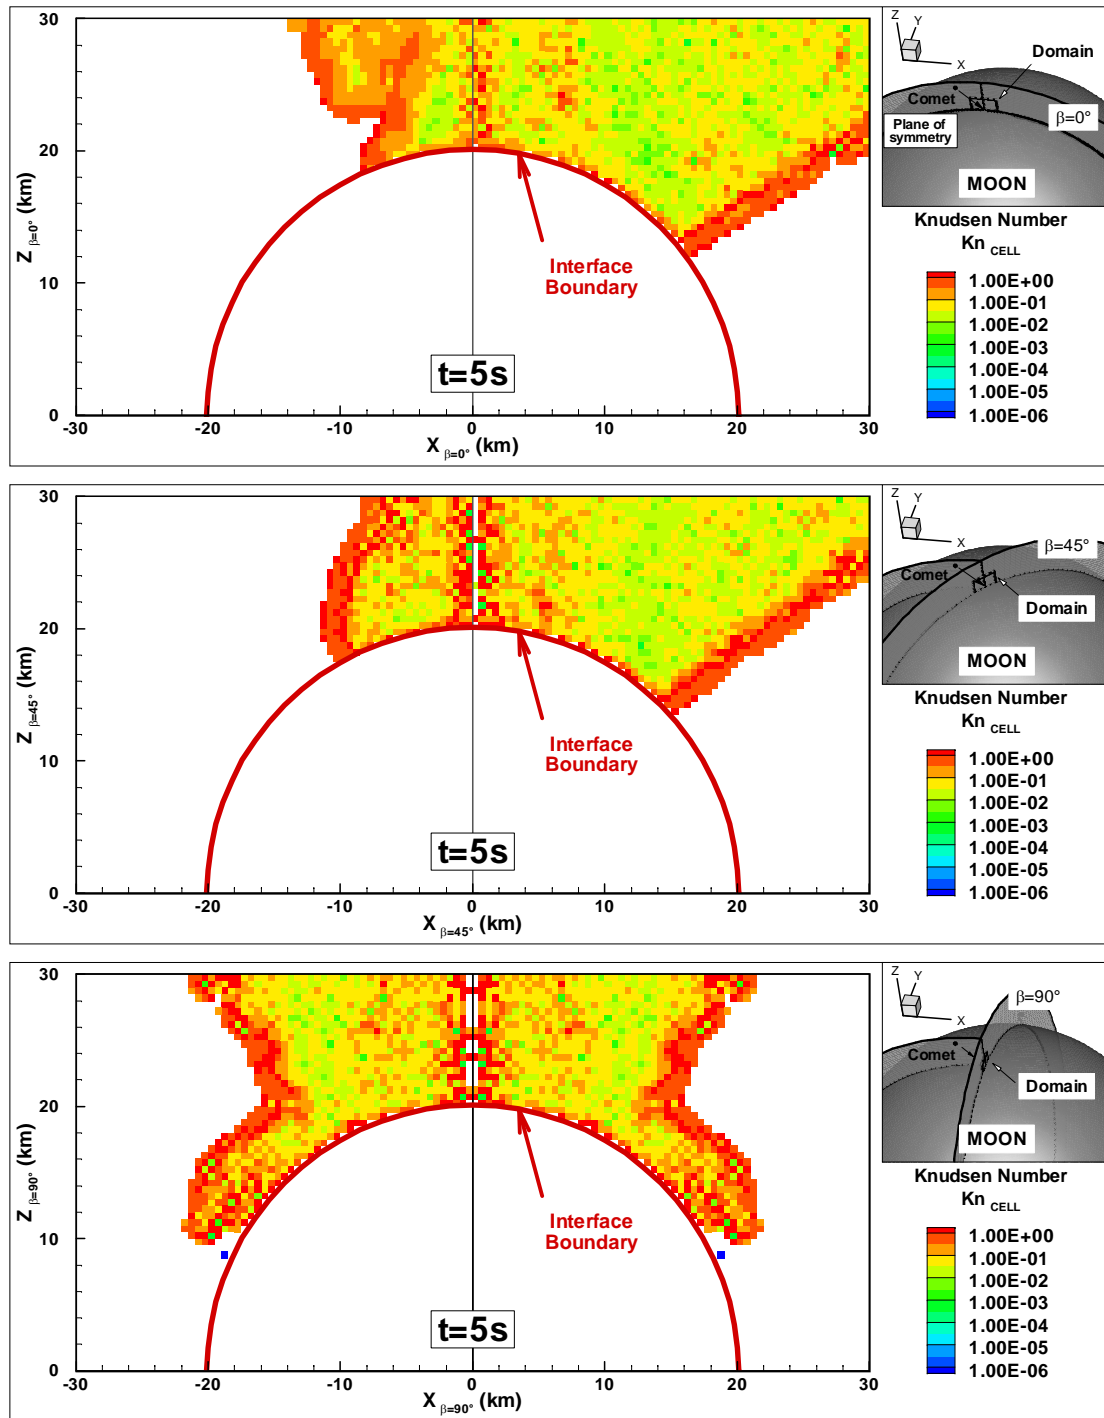 30
20
10
0
Z β=0° (km)
-30 -20 -10 0 10 20 30
X β=0° (km)
Interface
Boundary
t=5s
Z
Y
X
Domain
Comet
β=0°
Plane of
symmetry
MOON
Knudsen Number
Kn CELL
1.00E+00
1.00E-01
1.00E-02
1.00E-03
1.00E-04
1.00E-05
1.00E-06
30
20
10
0
Z β=45° (km)
-30 -20 -10 0 10 20 30
X β=45° (km)
Interface
Boundary
t=5s
Z
Y
X
β=45°
Comet
Domain
MOON
Knudsen Number
Kn CELL
1.00E+00
1.00E-01
1.00E-02
1.00E-03
1.00E-04
1.00E-05
1.00E-06
30
20
10
0
Z β=90° (km)
-30 -20 -10 0 10 20 30
X β=90° (km)
Interface
Boundary
t=5s
Z
Y
X
β=90°
Comet
Domain
MOON
Knudsen Number
Kn CELL
1.00E+00
1.00E-01
1.00E-02
1.00E-03
1.00E-04
1.00E-05
1.00E-06